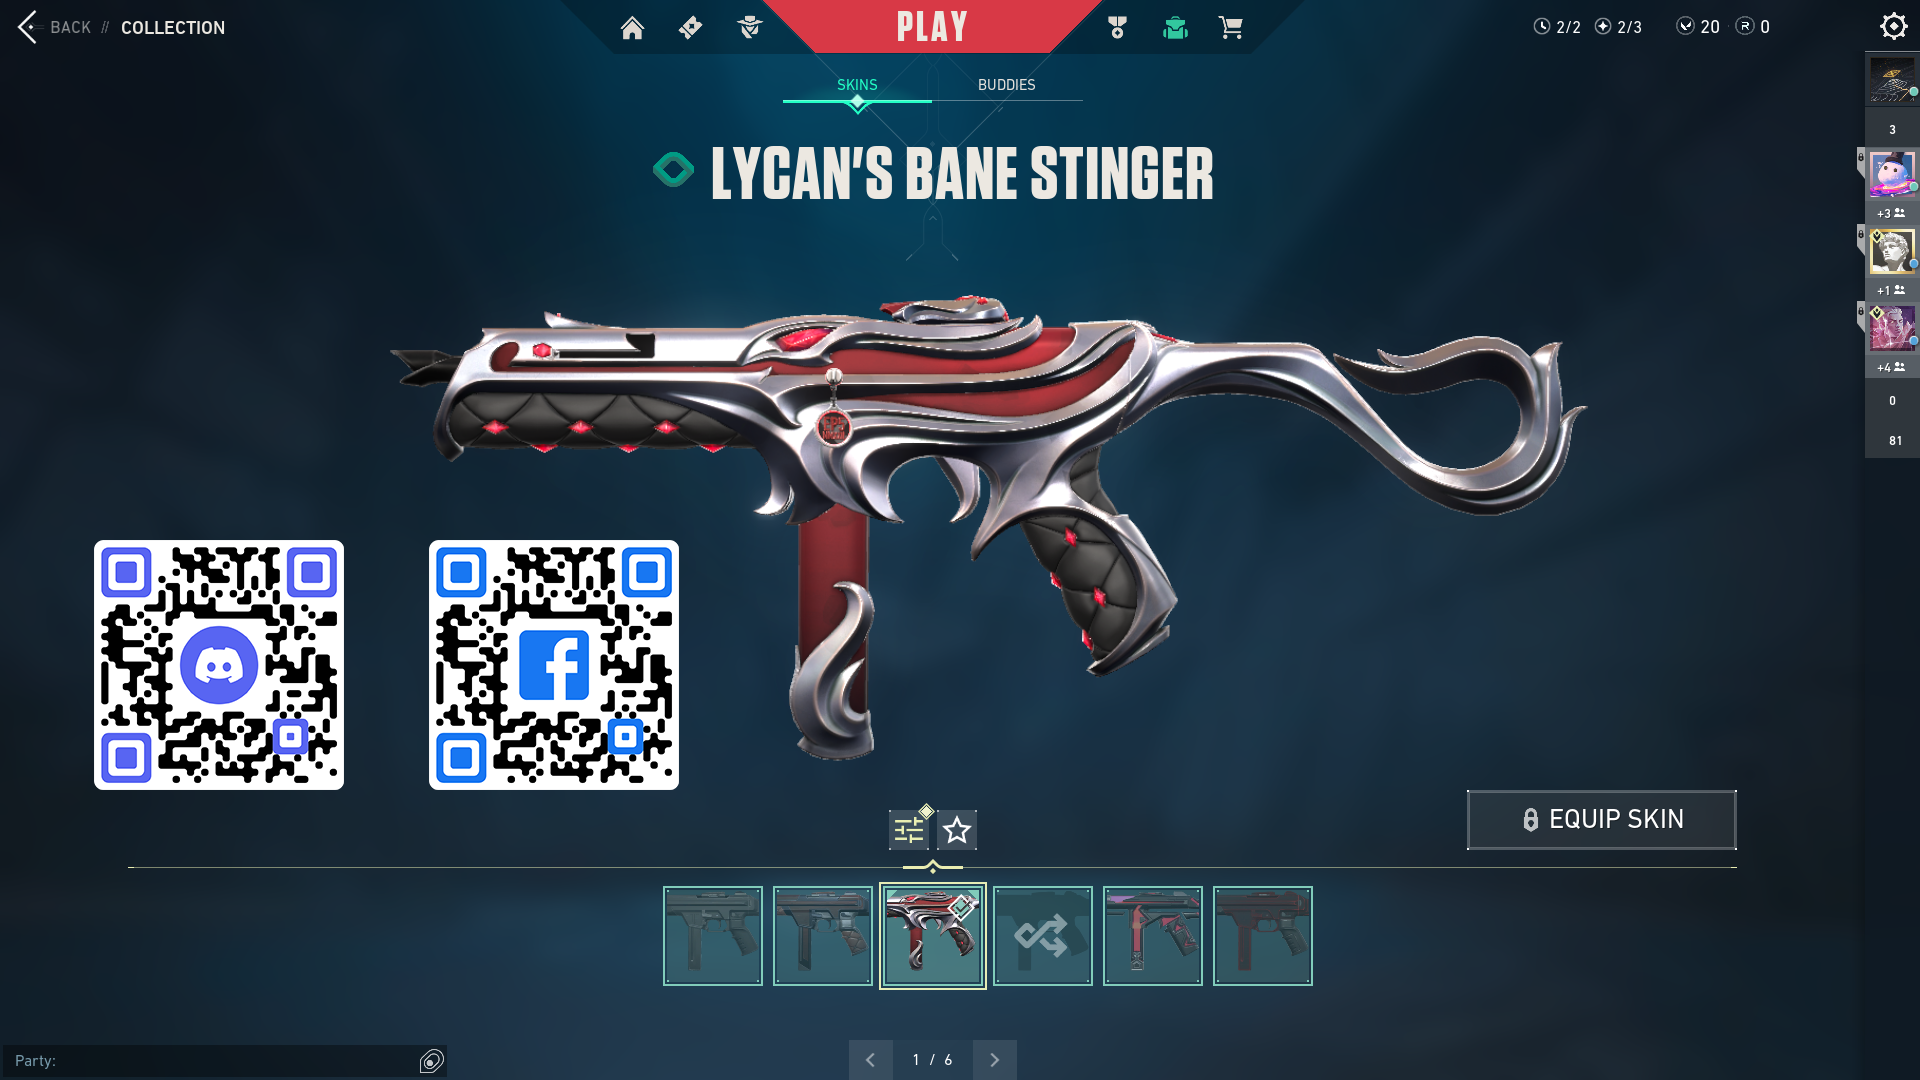 BACK // COLLECTION
PLAY
2/2
2/3
20
0
SKINS
BUDDIES
LYCAN'S BANE STINGER
3
+3
+1
+4
0
81
EQUIP SKIN
Party:
1 / 6